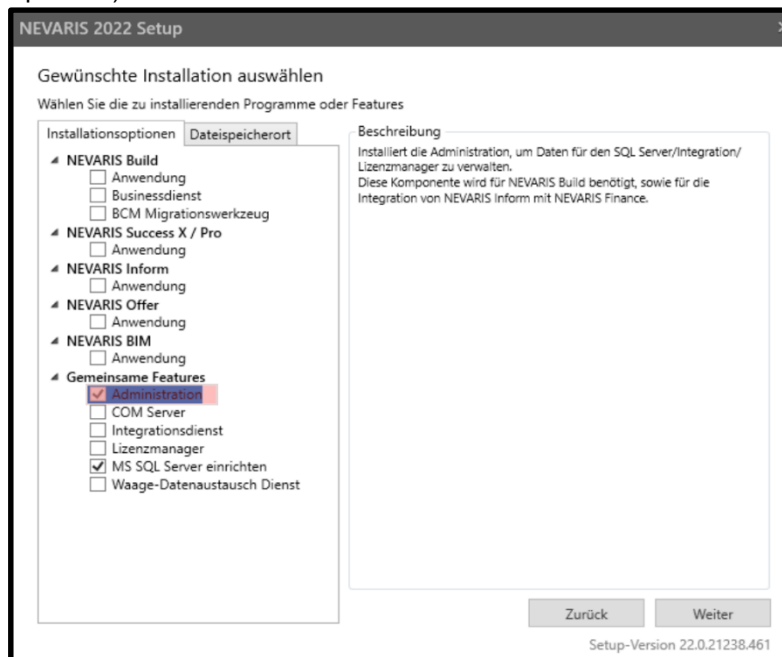 NEVARIS 2022 Setup
Gewünschte Installation auswählen
Wählen Sie die zu installierenden Programme oder Features
Installationsoptionen
Dateispeicherort
NEVARIS Build
Anwendung
Businessdienst
BCM Migrationswerkzeug
NEVARIS Success X / Pro
Anwendung
NEVARIS Inform
Anwendung
NEVARIS Offer
Anwendung
NEVARIS BIM
Anwendung
Gemeinsame Features
Administration
COM Server
Integrationsdienst
Lizenzmanager
MS SQL Server einrichten
Waage-Datenaustausch Dienst
Beschreibung
Installiert die Administration, um Daten für den SQL Server/Integration/
Lizenzmanager zu verwalten.
Diese Komponente wird für NEVARIS Build benötigt, sowie für die
Integration von NEVARIS Inform mit NEVARIS Finance.
Zurück
Weiter
Setup-Version 22.0.21238.461